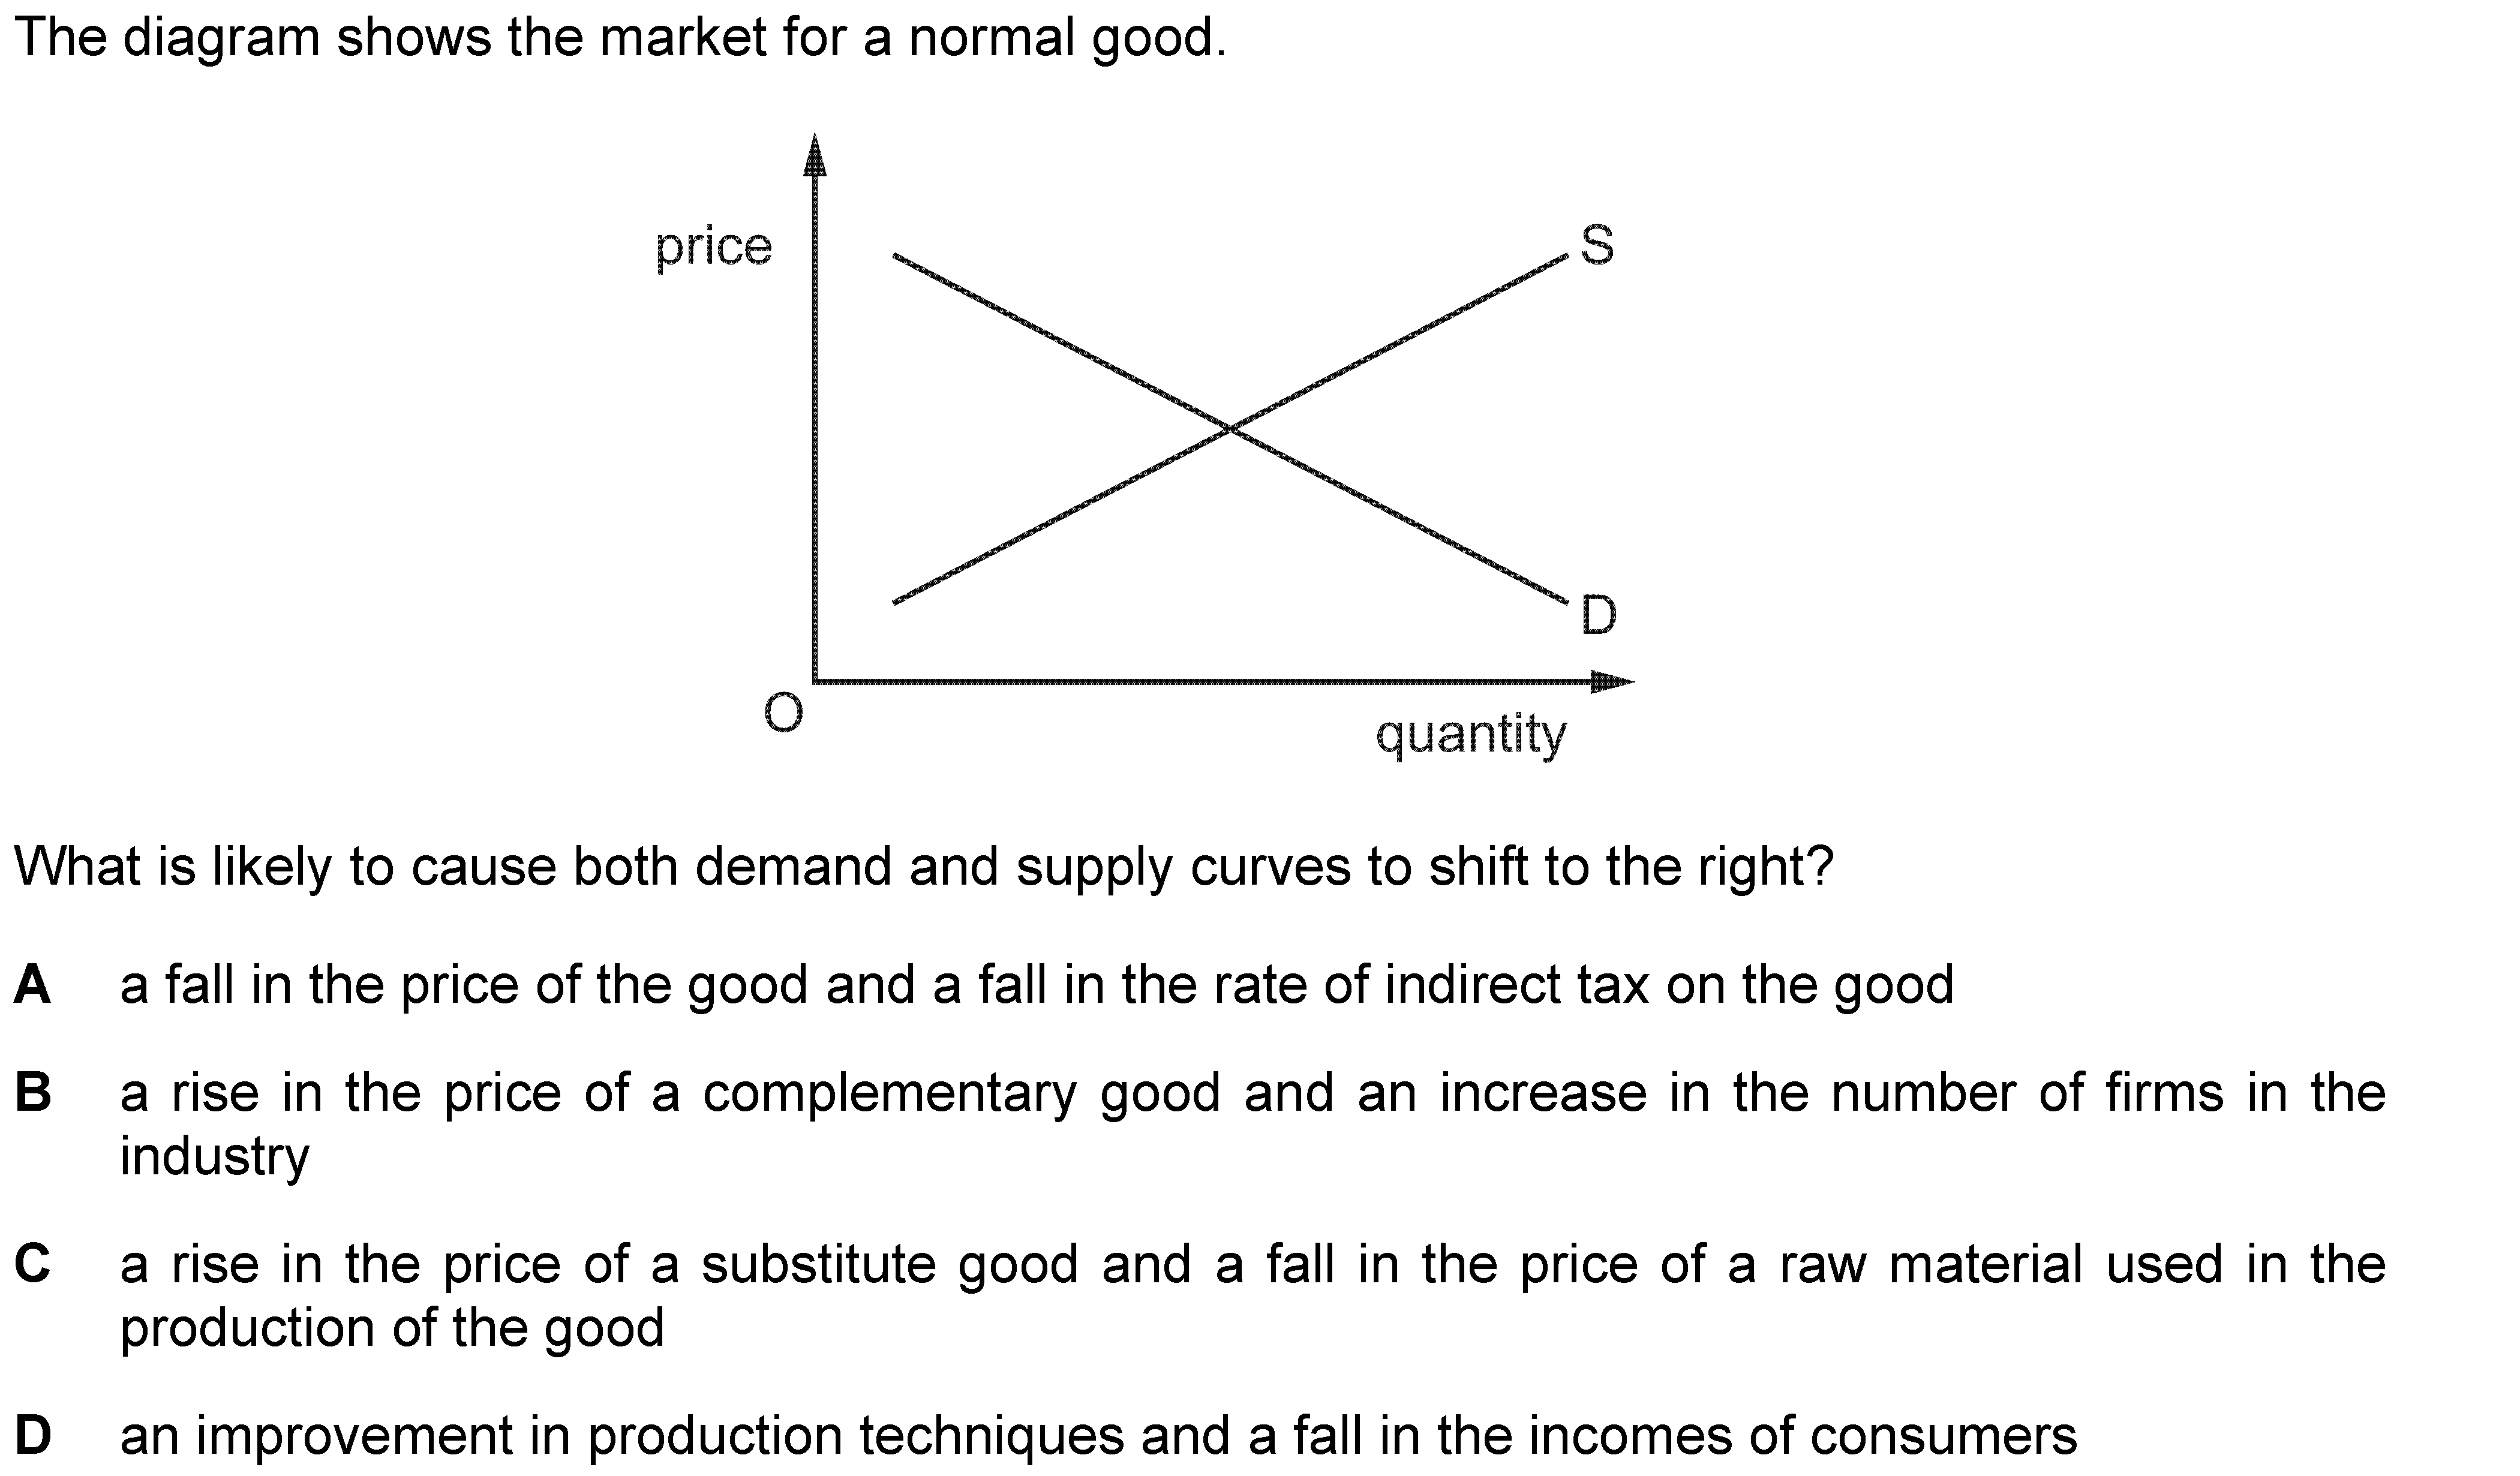 The diagram shows the market for a normal good.
price
S
D
O
quantity
What is likely to cause both demand and supply curves to shift to the right?
A a fall in the price of the good and a fall in the rate of indirect tax on the good
B a rise in the price of a complementary good and an increase in the number of firms in the
industry
C a rise in the price of a substitute good and a fall in the price of a raw material used in the
production of the good
D an improvement in production techniques and a fall in the incomes of consumers